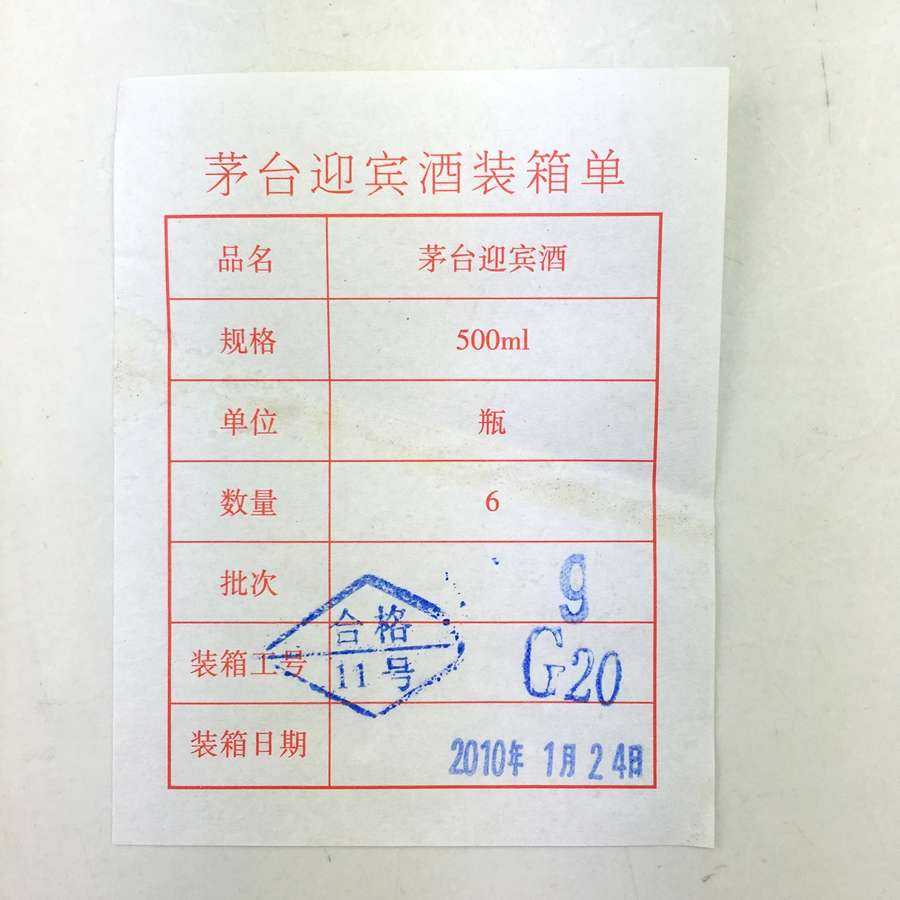 茅台迎宾酒装箱单
品名 茅台迎宾酒
规格 500ml
单位 瓶
数量 6
批次 9
合格
装箱工号 11号 G20
装箱日期 2010年 1月 24日